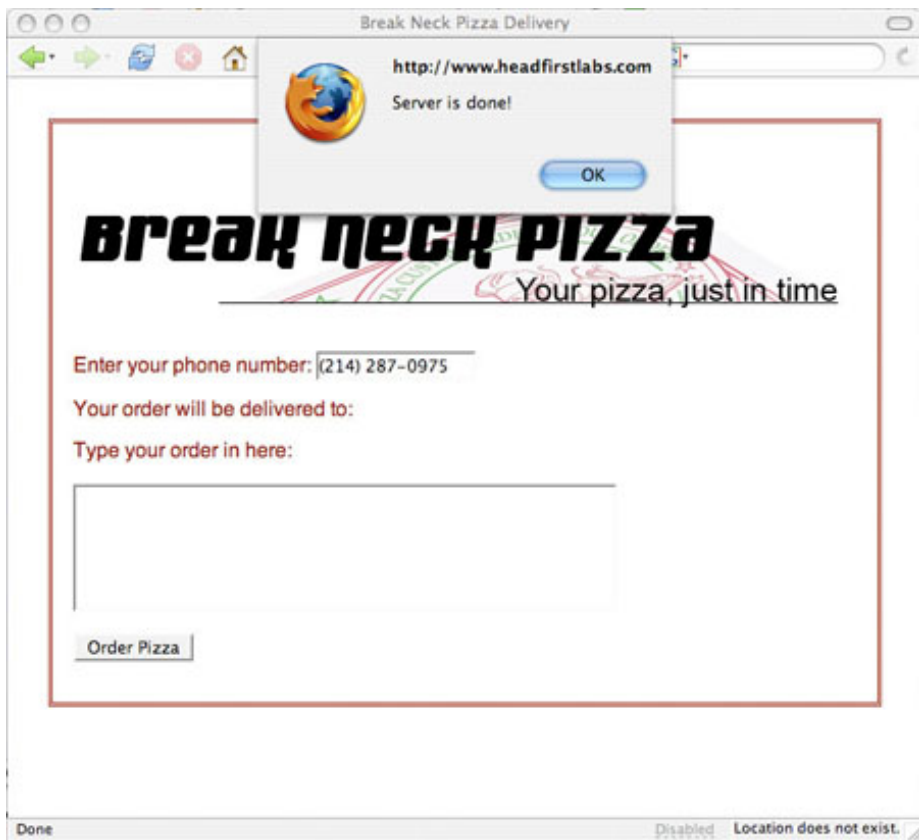 Break Neck Pizza Delivery
http://www.headfirstlabs.com
Server is done!
OK
Break Neck Pizza
Your pizza, just in time
Enter your phone number: (214) 287-0975
Your order will be delivered to:
Type your order in here:
Order Pizza
Done
Disabled Location does not exist.